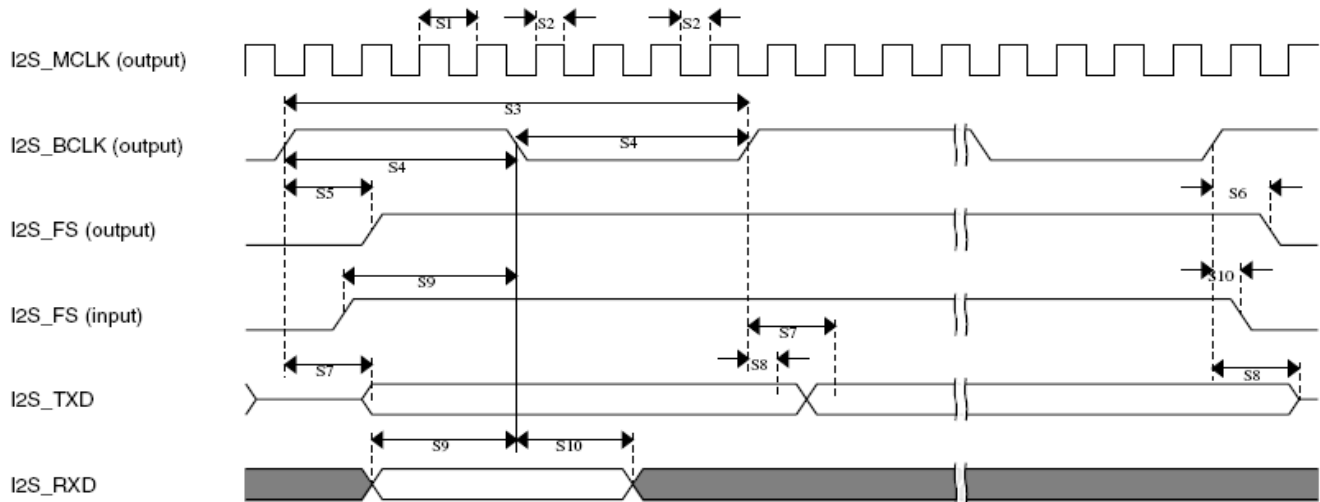 S1 S2 S2
I2S_MCLK (output)
S3
I2S_BCLK (output)
S4
S4
S5 S6
I2S_FS (output)
S9 S10
I2S_FS (input)
S7
S7 S8 S8
I2S_TXD
S9 S10
I2S_RXD